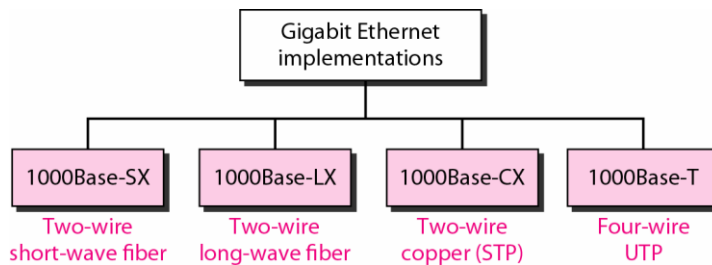 Gigabit Ethernet
implementations
1000Base-SX
1000Base-LX
1000Base-CX
1000Base-T
Two-wire
short-wave fiber
Two-wire
long-wave fiber
Two-wire
copper (STP)
Four-wire
UTP